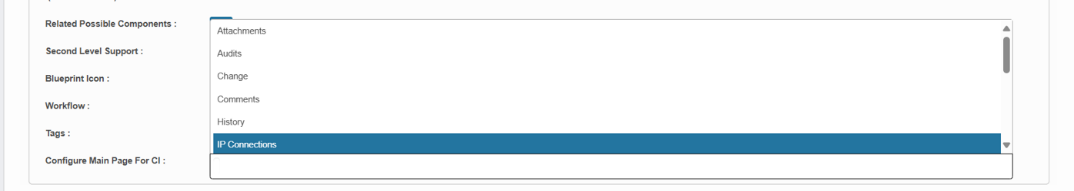 Related Possible Components :
Attachments
Second Level Support :
Audits
Blueprint Icon :
Change
Workflow :
Comments
History
Tags :
IP Connections
Configure Main Page For CI :